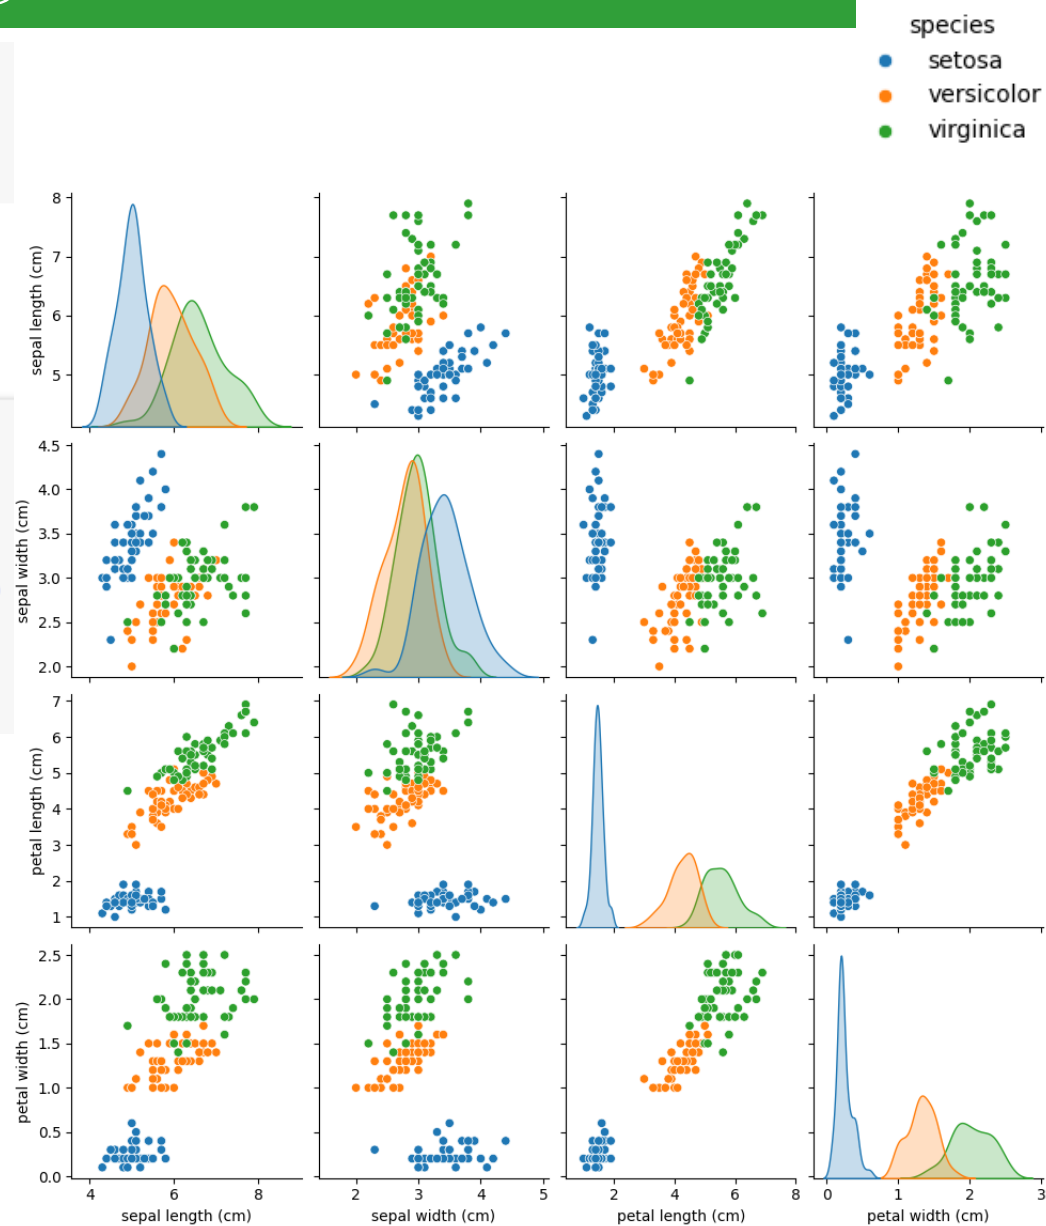 species
setosa
versicolor
virginica
8
7
6
5
sepal length (cm)
4.5
4.0
3.5
3.0
2.5
2.0
sepal width (cm)
7
6
5
4
3
2
1
petal length (cm)
2.5
2.0
1.5
1.0
0.5
0.0
petal width (cm)
4 6 8
2 3 4 5
2 4 6 8
0 1 2 3
sepal length (cm)
sepal width (cm)
petal length (cm)
petal width (cm)